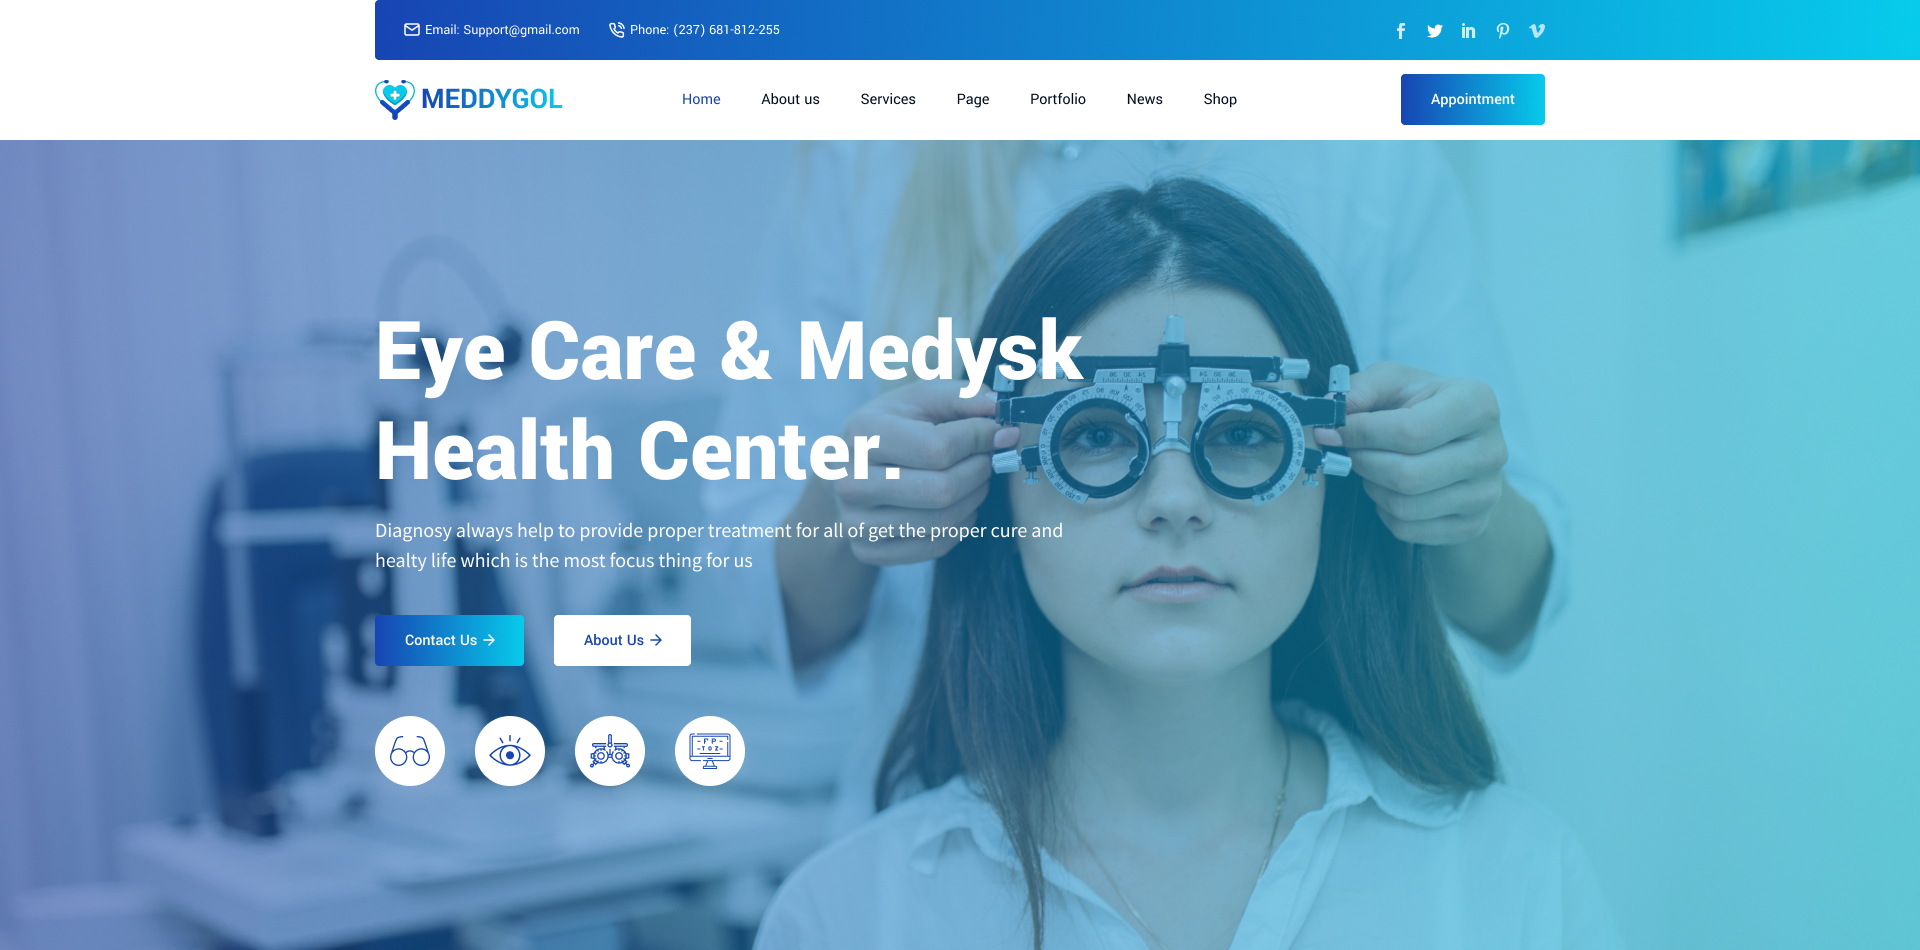 Email: Support@gmail.com
Phone: (237) 681-812-255
MEDDYGOL
Home
About us
Services
Page
Portfolio
News
Shop
Appointment
Eye Care & Medysk
Health Center.
Diagnosy always help to provide proper treatment for all of get the proper cure and
healty life which is the most focus thing for us
Contact Us
About Us